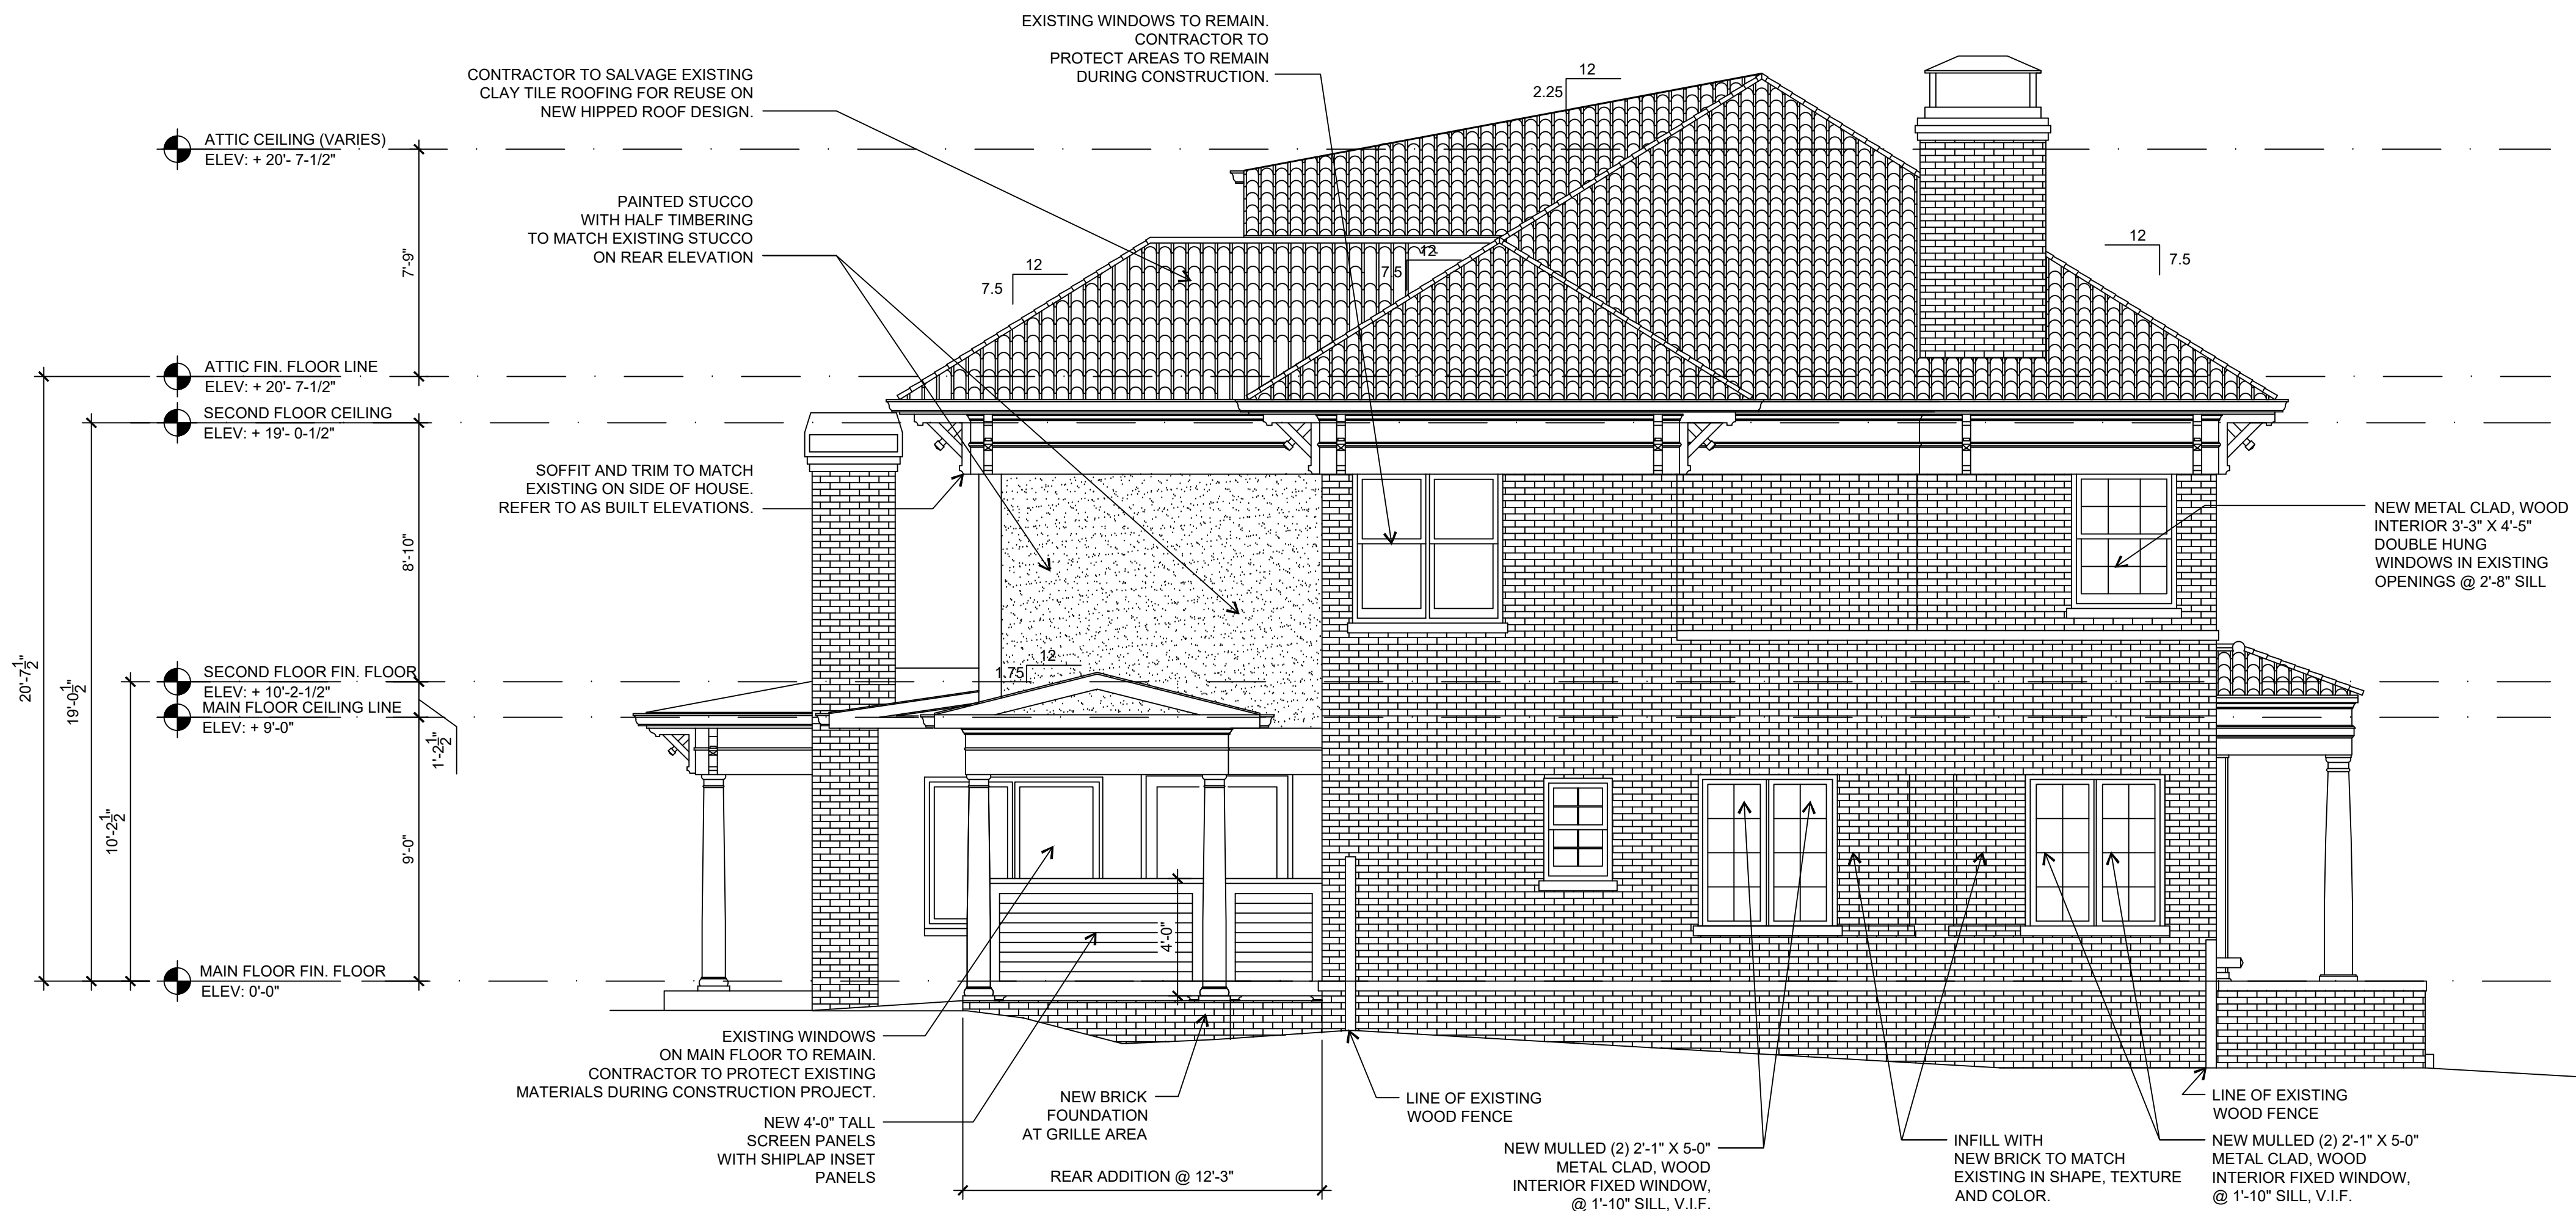 EXISTING WINDOWS TO REMAIN.
CONTRACTOR TO
PROTECT AREAS TO REMAIN
DURING CONSTRUCTION.
CONTRACTOR TO SALVAGE EXISTING
CLAY TILE ROOFING FOR REUSE ON
NEW HIPPED ROOF DESIGN.
12
2.25
ATTIC CEILING (VARIES)
ELEV: + 20'- 7-1/2"
PAINTED STUCCO
WITH HALF TIMBERING
TO MATCH EXISTING STUCCO
ON REAR ELEVATION
7'-9"
12
7.5
12
7.5
12
7.5
ATTIC FIN. FLOOR LINE
ELEV: + 20'- 7-1/2"
SECOND FLOOR CEILING
ELEV: + 19'- 0-1/2"
SOFFIT AND TRIM TO MATCH
EXISTING ON SIDE OF HOUSE.
REFER TO AS BUILT ELEVATIONS.
8'-10"
NEW METAL CLAD, WOOD
INTERIOR 3'-3" X 4'-5"
DOUBLE HUNG
WINDOWS IN EXISTING
OPENINGS @ 2'-8" SILL
20'-7 1/2"
19'-0 1/2"
10'-2 1/2"
SECOND FLOOR FIN. FLOOR
ELEV: + 10'-2-1/2"
MAIN FLOOR CEILING LINE
ELEV: + 9'-0"
12
1.75
1'-2 1/2"
9'-0"
4'-0"
MAIN FLOOR FIN. FLOOR
ELEV: 0'-0"
EXISTING WINDOWS
ON MAIN FLOOR TO REMAIN.
CONTRACTOR TO PROTECT EXISTING
MATERIALS DURING CONSTRUCTION PROJECT.
NEW 4'-0" TALL
SCREEN PANELS
WITH SHIPLAP INSET
PANELS
NEW BRICK
FOUNDATION
AT GRILLE AREA
REAR ADDITION @ 12'-3"
LINE OF EXISTING
WOOD FENCE
NEW MULLED (2) 2'-1" X 5-0"
METAL CLAD, WOOD
INTERIOR FIXED WINDOW,
@ 1'-10" SILL, V.I.F.
INFILL WITH
NEW BRICK TO MATCH
EXISTING IN SHAPE, TEXTURE
AND COLOR.
LINE OF EXISTING
WOOD FENCE
NEW MULLED (2) 2'-1" X 5-0"
METAL CLAD, WOOD
INTERIOR FIXED WINDOW,
@ 1'-10" SILL, V.I.F.